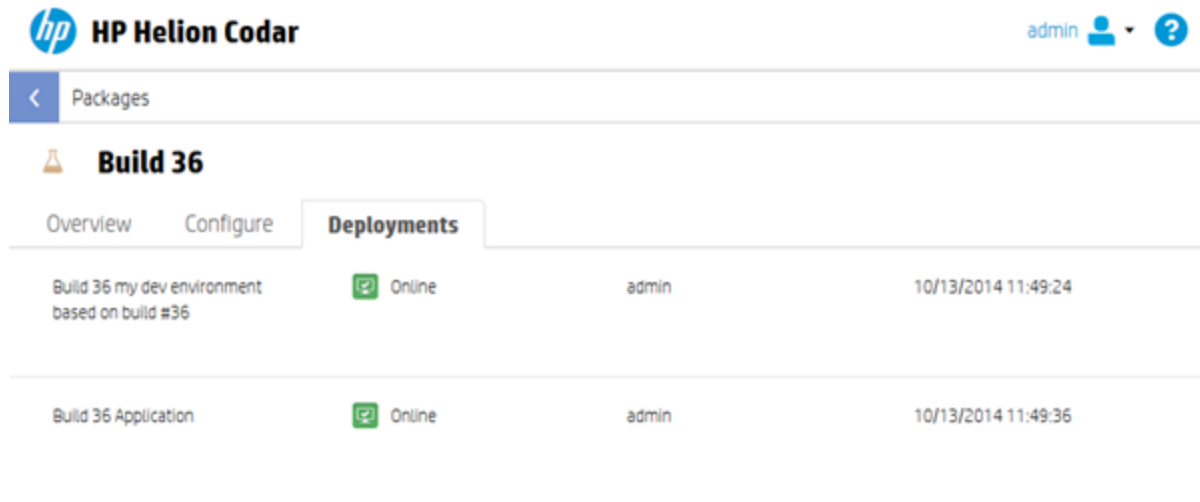 hp HP Helion Codar admin ?
Packages
Build 36
Overview Configure Deployments
Build 36 my dev environment Online admin 10/13/2014 11:49:24
based on build #36
Build 36 Application Online admin 10/13/2014 11:49:36